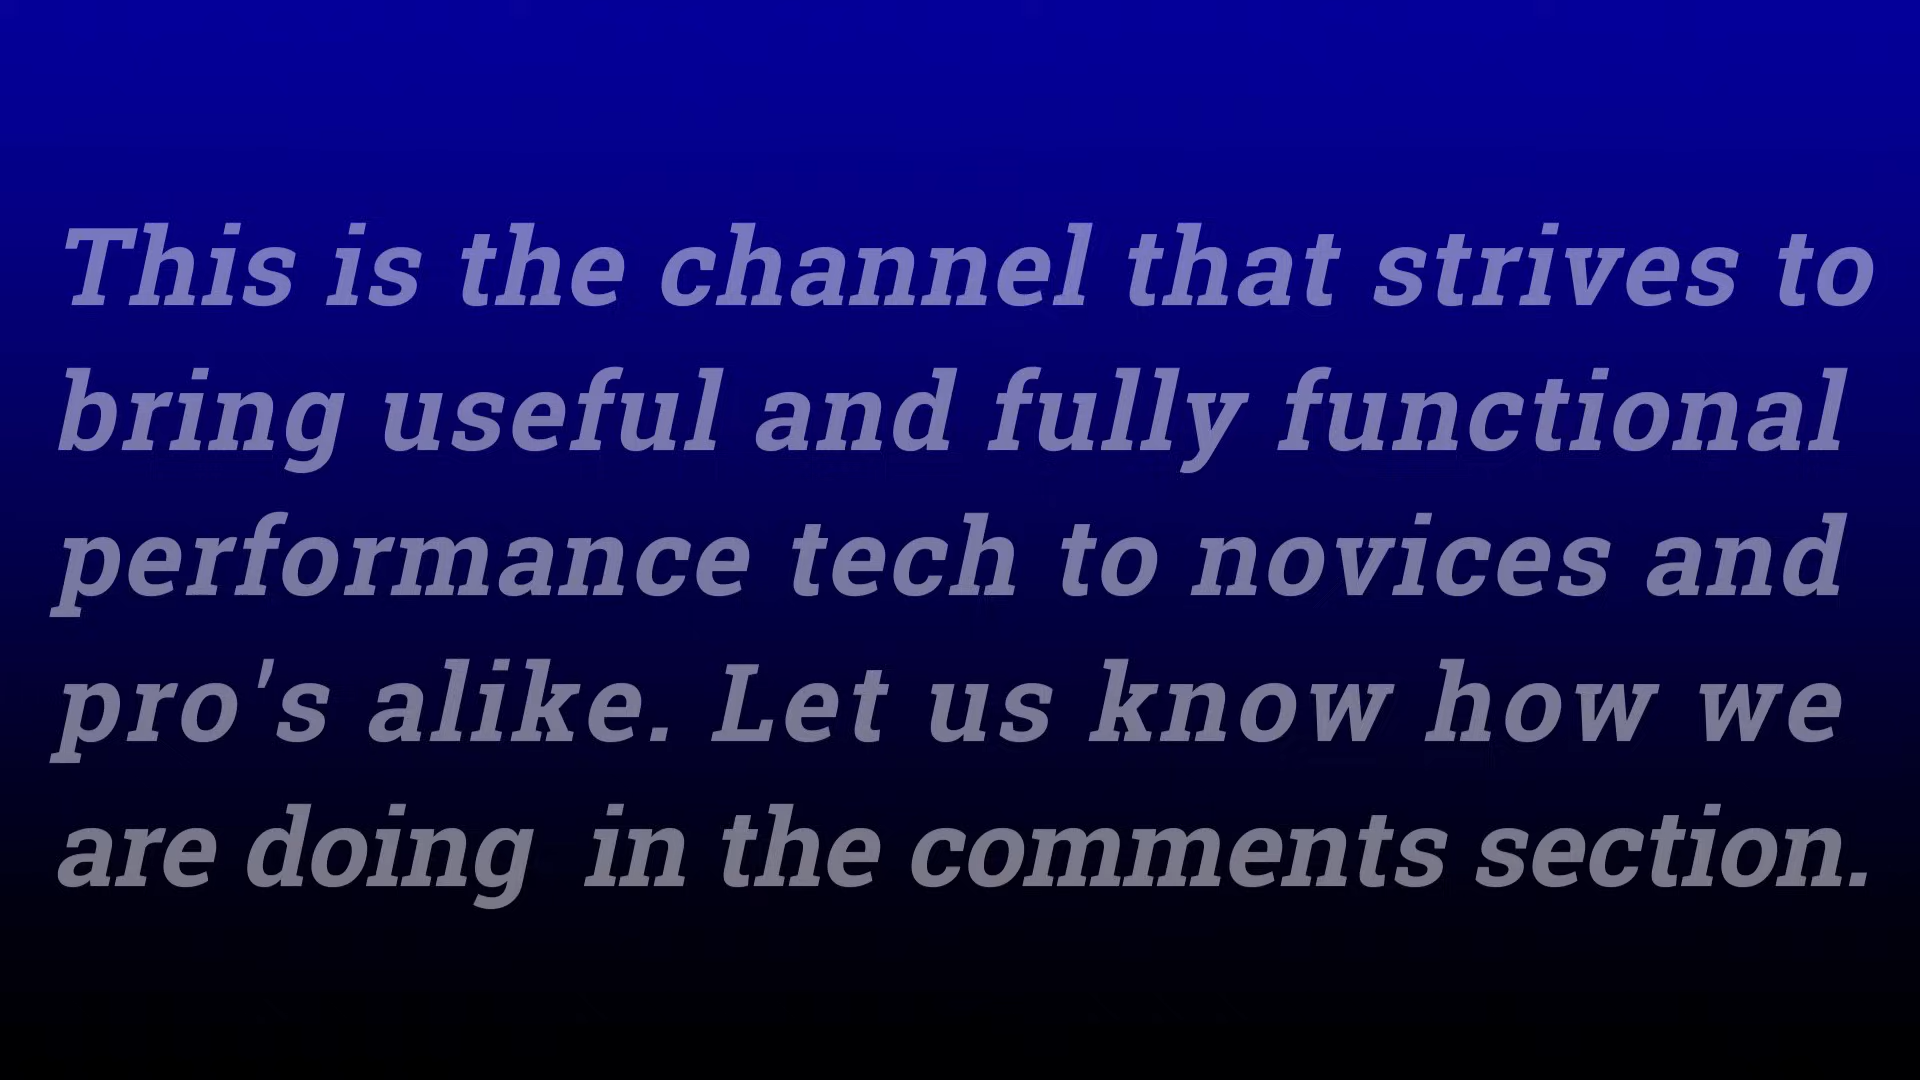 This is the channel that strives to
bring useful and fully functional
performance tech to novices and
pro's alike. Let us know how we
are doing  in the comments section.